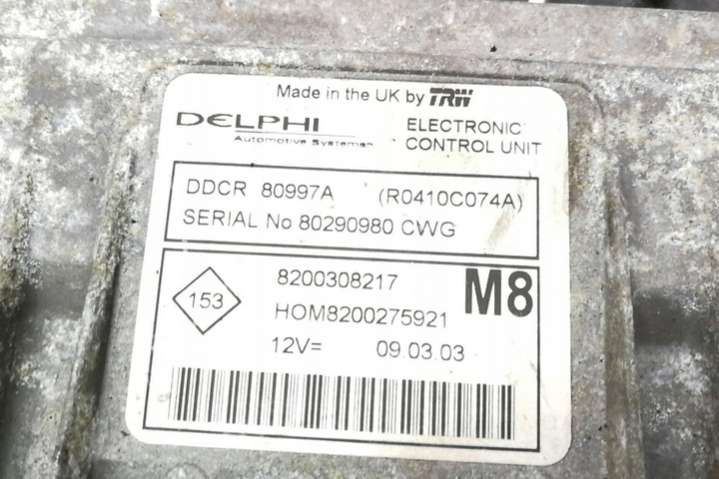 Made in the UK by TRW
DELPHI
Automotive Systems
ELECTRONIC
CONTROL UNIT
DDCR 80997A (R0410C074A)
SERIAL No 80290980 CWG
153
8200308217
M8
HOM8200275921
12V= 09.03.03